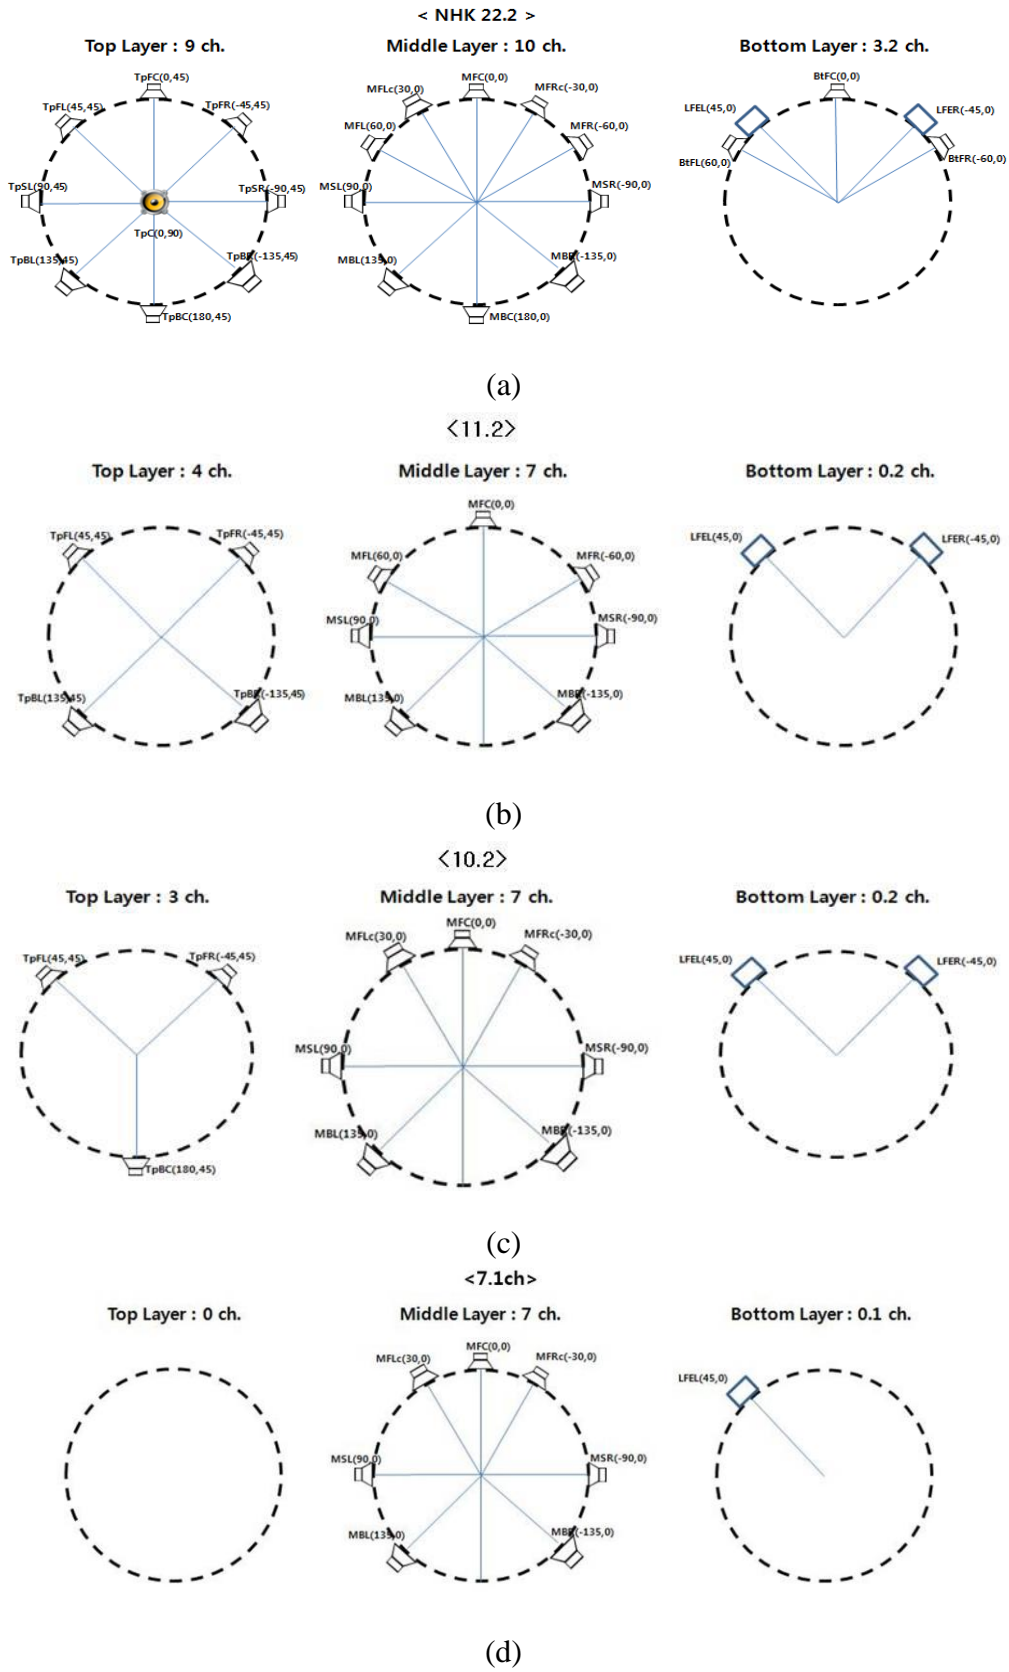 < NHK 22.2 >
Top Layer : 9 ch.
Middle Layer : 10 ch.
Bottom Layer : 3.2 ch.
TpFC(0,45)
TpFL(45,45)
TpFR(-45,45)
TpSL(90,45)
TpSR(-90,45)
TpC(0,90)
TpBL(135,45)
TpBR(-135,45)
TpBC(180,45)
MFC(0,0)
MFLc(30,0)
MFRc(-30,0)
MFL(60,0)
MFR(-60,0)
MSL(90,0)
MSR(-90,0)
MBL(135,0)
MBR(-135,0)
MBC(180,0)
BtFC(0,0)
LFEL(45,0)
LFER(-45,0)
BtFL(60,0)
BtFR(-60,0)
(a)
<11.2>
Top Layer : 4 ch.
Middle Layer : 7 ch.
Bottom Layer : 0.2 ch.
TpFL(45,45)
TpFR(-45,45)
TpBL(135,45)
TpBR(-135,45)
MFC(0,0)
MFL(60,0)
MFR(-60,0)
MSL(90,0)
MSR(-90,0)
MBL(135,0)
MBR(-135,0)
LFEL(45,0)
LFER(-45,0)
(b)
<10.2>
Top Layer : 3 ch.
Middle Layer : 7 ch.
Bottom Layer : 0.2 ch.
TpFL(45,45)
TpFR(-45,45)
TpBC(180,45)
MFC(0,0)
MFLc(30,0)
MFRc(-30,0)
MSL(90,0)
MSR(-90,0)
MBL(135,0)
MBR(-135,0)
LFEL(45,0)
LFER(-45,0)
(c)
<7.1ch>
Top Layer : 0 ch.
Middle Layer : 7 ch.
Bottom Layer : 0.1 ch.
MFC(0,0)
MFLc(30,0)
MFRc(-30,0)
MSL(90,0)
MSR(-90,0)
MBL(135,0)
MBR(-135,0)
LFEL(45,0)
(d)